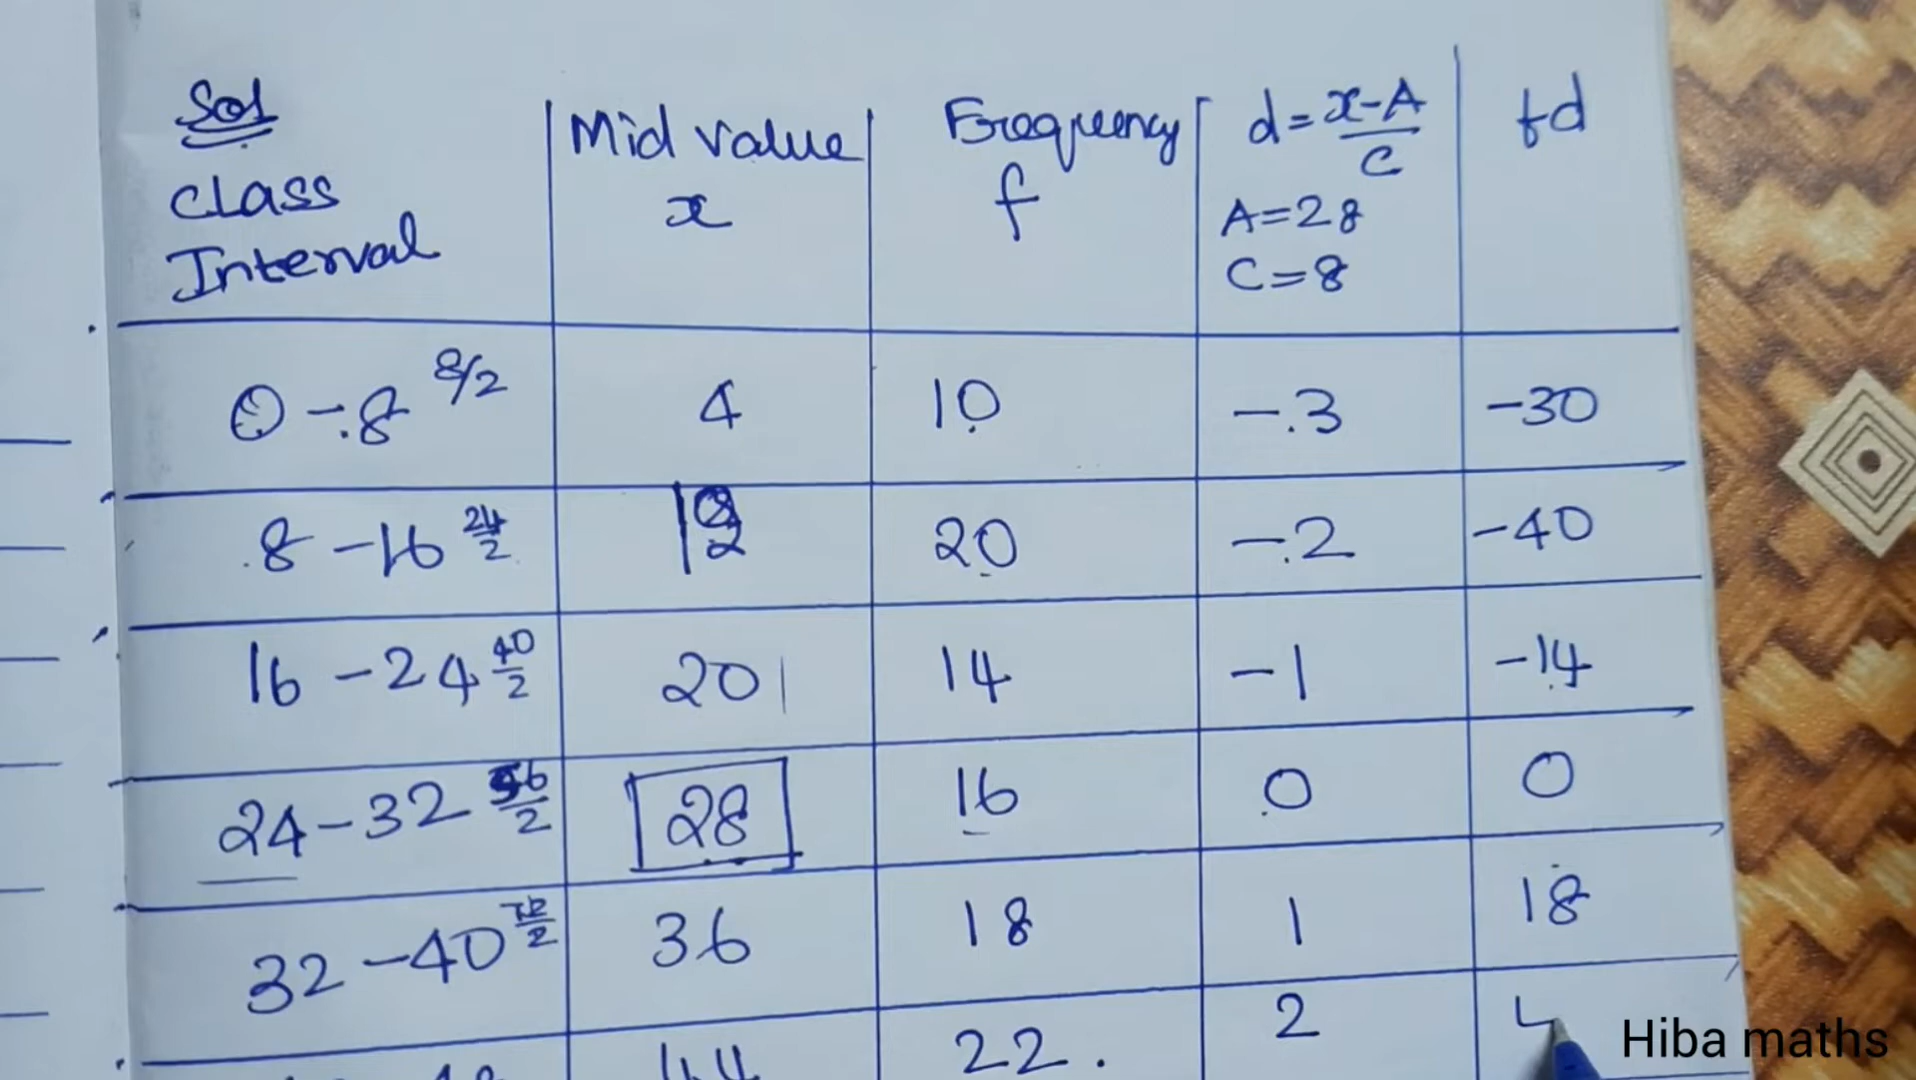 Sol
Class Interval | Mid value x | Frequency f | d = x-A/C A=28 C=8 | fd
0-8 8/2 | 4 | 10 | -3 | -30
8-16 24/2 | 12 | 20 | -2 | -40
16-24 40/2 | 20 | 14 | -1 | -14
24-32 56/2 | 28 | 16 | 0 | 0
32-40 72/2 | 36 | 18 | 1 | 18
44 | 22 | 2 | 4
Hiba maths